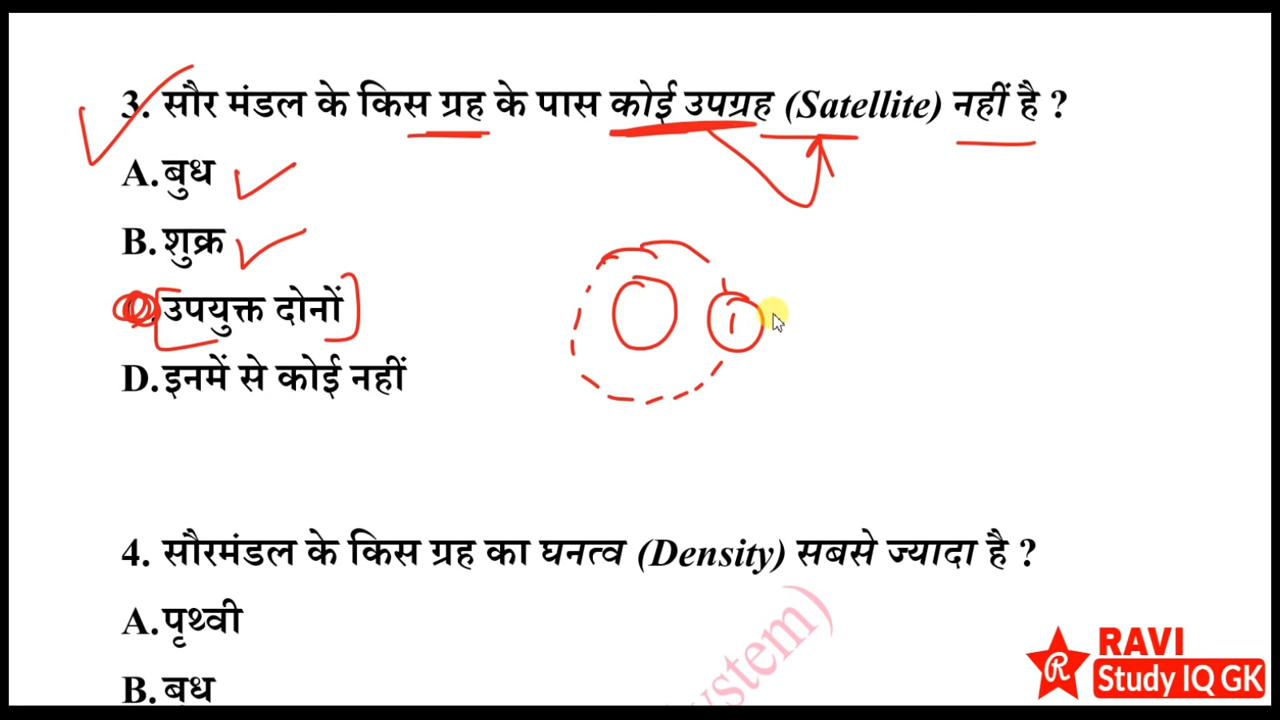 3. सौर मंडल के किस ग्रह के पास कोई उपग्रह (Satellite) नहीं है ?
A. बुध
B. शुक्र
उपयुक्त दोनों
D. इनमें से कोई नहीं
4. सौरमंडल के किस ग्रह का घनत्व (Density) सबसे ज्यादा है ?
A. पृथ्वी
B. बुध
RAVI
Study IQ GK